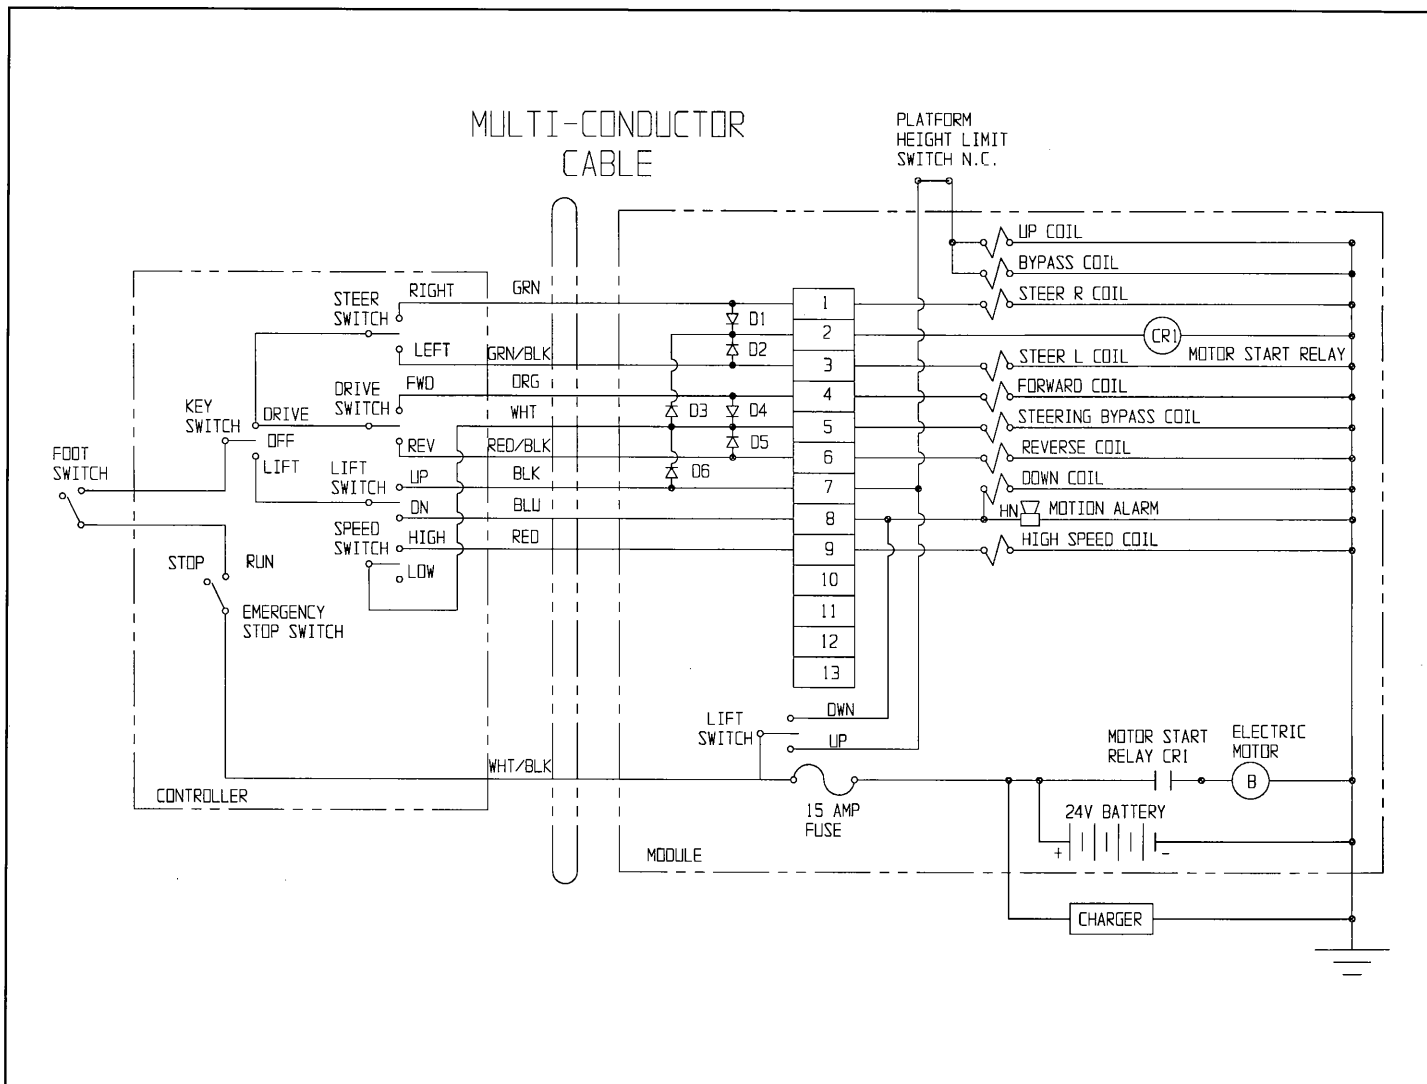 MULTI-CONDUCTOR
CABLE
PLATFORM
HEIGHT LIMIT
SWITCH N.C.
UP COIL
BYPASS COIL
STEER R COIL
CR1
MOTOR START RELAY
STEER L COIL
FORWARD COIL
STEERING BYPASS COIL
REVERSE COIL
DOWN COIL
HN
MOTION ALARM
HIGH SPEED COIL
STEER
SWITCH
RIGHT
GRN
LEFT
GRN/BLK
DRIVE
SWITCH
FWD
ORG
WHT
REV
RED/BLK
KEY
SWITCH
DRIVE
OFF
LIFT
FOOT
SWITCH
LIFT
SWITCH
UP
BLK
DN
BLU
SPEED
SWITCH
HIGH
RED
LOW
STOP
RUN
EMERGENCY
STOP SWITCH
D1
D2
D3
D4
D5
D6
1
2
3
4
5
6
7
8
9
10
11
12
13
LIFT
SWITCH
DWN
UP
WHT/BLK
CONTROLLER
15 AMP
FUSE
MODULE
MOTOR START
RELAY CR1
ELECTRIC
MOTOR
B
24V BATTERY
+
-
CHARGER